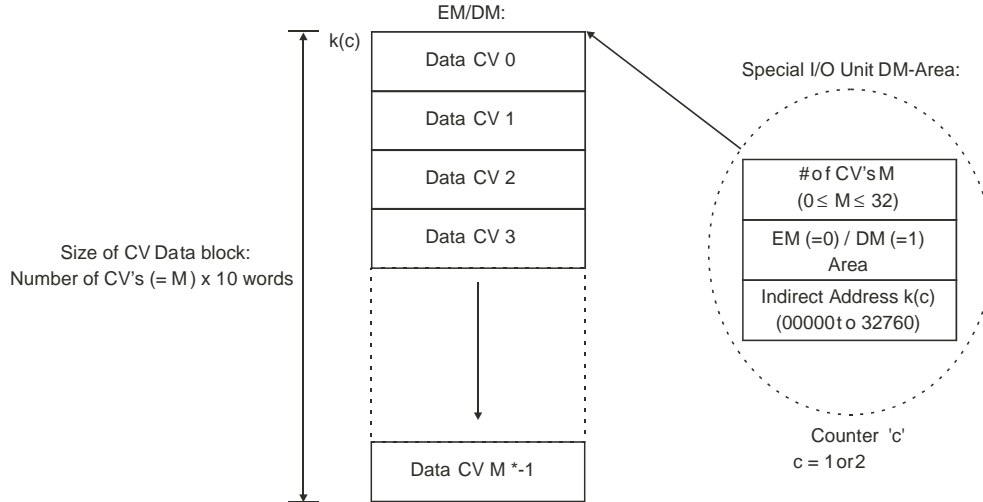 EM/DM:
k(c)
Data CV 0
Data CV 1
Data CV 2
Data CV 3
Data CV M *-1
Size of CV Data block:
Number of CV's (= M ) x 10 words
Special I/O Unit DM-Area:
# of CV's M
(0 ≤ M ≤ 32)
EM (=0) / DM (=1)
Area
Indirect Address k(c)
(00000 to 32760)
Counter 'c'
c = 1 or 2